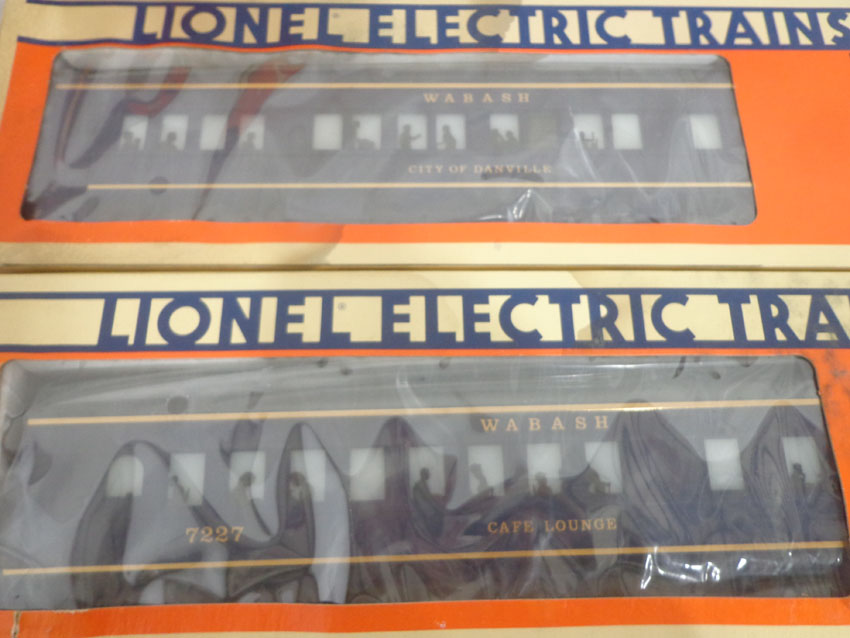 LIONEL ELECTRIC TRAINS
WABASH
CITY OF DANVILLE
LIONEL® ELECTRIC TRA
WABASH
7227
CAFE LOUNGE